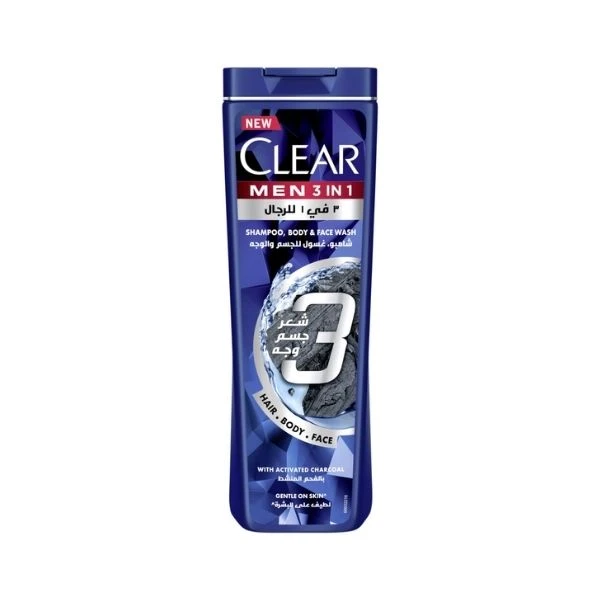 NEW
CLEAR
MEN 3 IN 1
٣ في ١ للرجال
SHAMPOO, BODY & FACE WASH
شامبو، غسول للجسم والوجه
3
شعر
جسم
وجه
HAIR . BODY . FACE
WITH ACTIVATED CHARCOAL
بالفحم المنشط
GENTLE ON SKIN*
لطيف على البشرة*